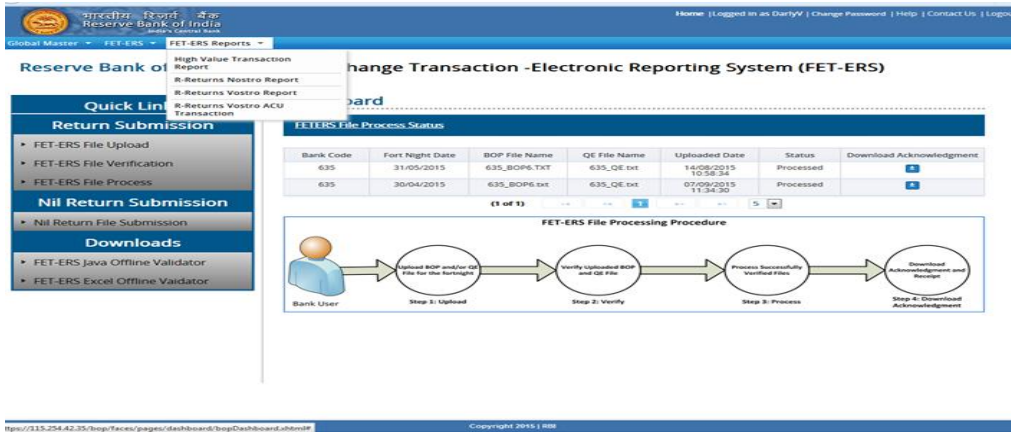 भारतीय रिज़र्व बैंक
Reserve Bank of India
India's Central Bank
Home |Logged in as DarlyV | Change Password | Help | Contact Us | Logou
Global Master FET-ERS FET-ERS Reports
High Value Transaction
Report
R-Returns Nostro Report
R-Returns Vostro Report
R-Returns Vostro ACU
Transaction
Reserve Bank of hange Transaction -Electronic Reporting System (FET-ERS)
Quick Lin
Return Submission
FET-ERS File Upload
FET-ERS File Verification
FET-ERS File Process
Nil Return Submission
Nil Return File Submission
Downloads
FET-ERS Java Offline Validator
FET-ERS Excel Offline Vaidator
oard
FETERS File Process Status
Bank Code Fort Night Date BOP File Name QE File Name Uploaded Date Status Download Acknowledgment
635 31/05/2015 635_BOP6.TXT 635_QE.txt 14/08/2015 10:58:34 Processed
635 30/04/2015 635_BOP6.txt 635_QE.txt 07/09/2015 11:34:30 Processed
(1 of 1) 1 5
FET-ERS File Processing Procedure
Bank User
Upload BOP and/or QE
File for the fortnight
Step 1: Upload
Verify Uploaded BOP
and QE File
Step 2: Verify
Process Successfully
Verified Files
Step 3: Process
Download
Acknowledgment and
Receipt
Step 4: Download
Acknowledgment
ttps://115.254.42.35/bop/faces/pages/dashboard/bopDashboard.xhtml#
Copyright 2015 | RBI